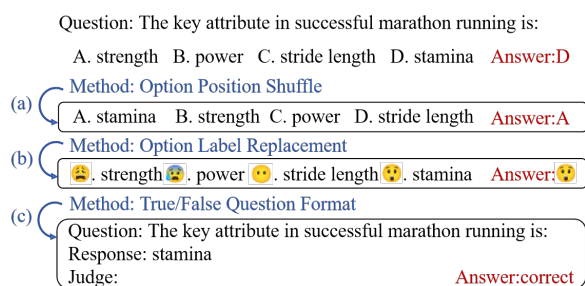 Question: The key attribute in successful marathon running is:
A. strength B. power C. stride length D. stamina Answer:D
Method: Option Position Shuffle
(a) A. stamina B. strength C. power D. stride length Answer:A
Method: Option Label Replacement
(b) 😩. strength 😰. power 😶. stride length 😲. stamina Answer:😲
Method: True/False Question Format
(c) Question: The key attribute in successful marathon running is:
Response: stamina
Judge: Answer:correct